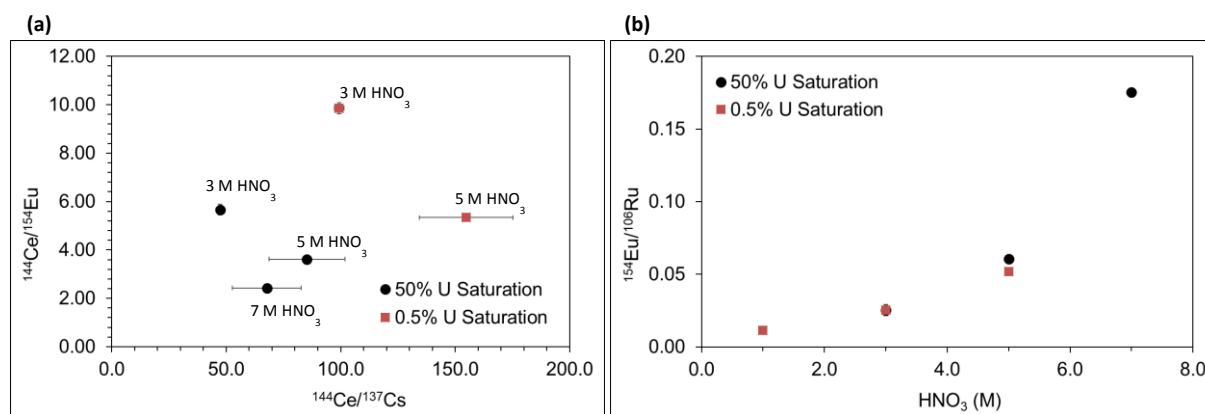 (a)
12.00
10.00
8.00
6.00
4.00
2.00
0.00
¹⁴⁴Ce/¹⁵⁴Eu
3 M HNO₃
3 M HNO₃
5 M HNO₃
5 M HNO₃
7 M HNO₃
50% U Saturation
0.5% U Saturation
0.0 50.0 100.0 150.0 200.0
¹⁴⁴Ce/¹³⁷Cs
(b)
0.20
0.15
0.10
0.05
0.00
¹⁵⁴Eu/¹⁰⁶Ru
50% U Saturation
0.5% U Saturation
0.0 2.0 4.0 6.0 8.0
HNO₃ (M)